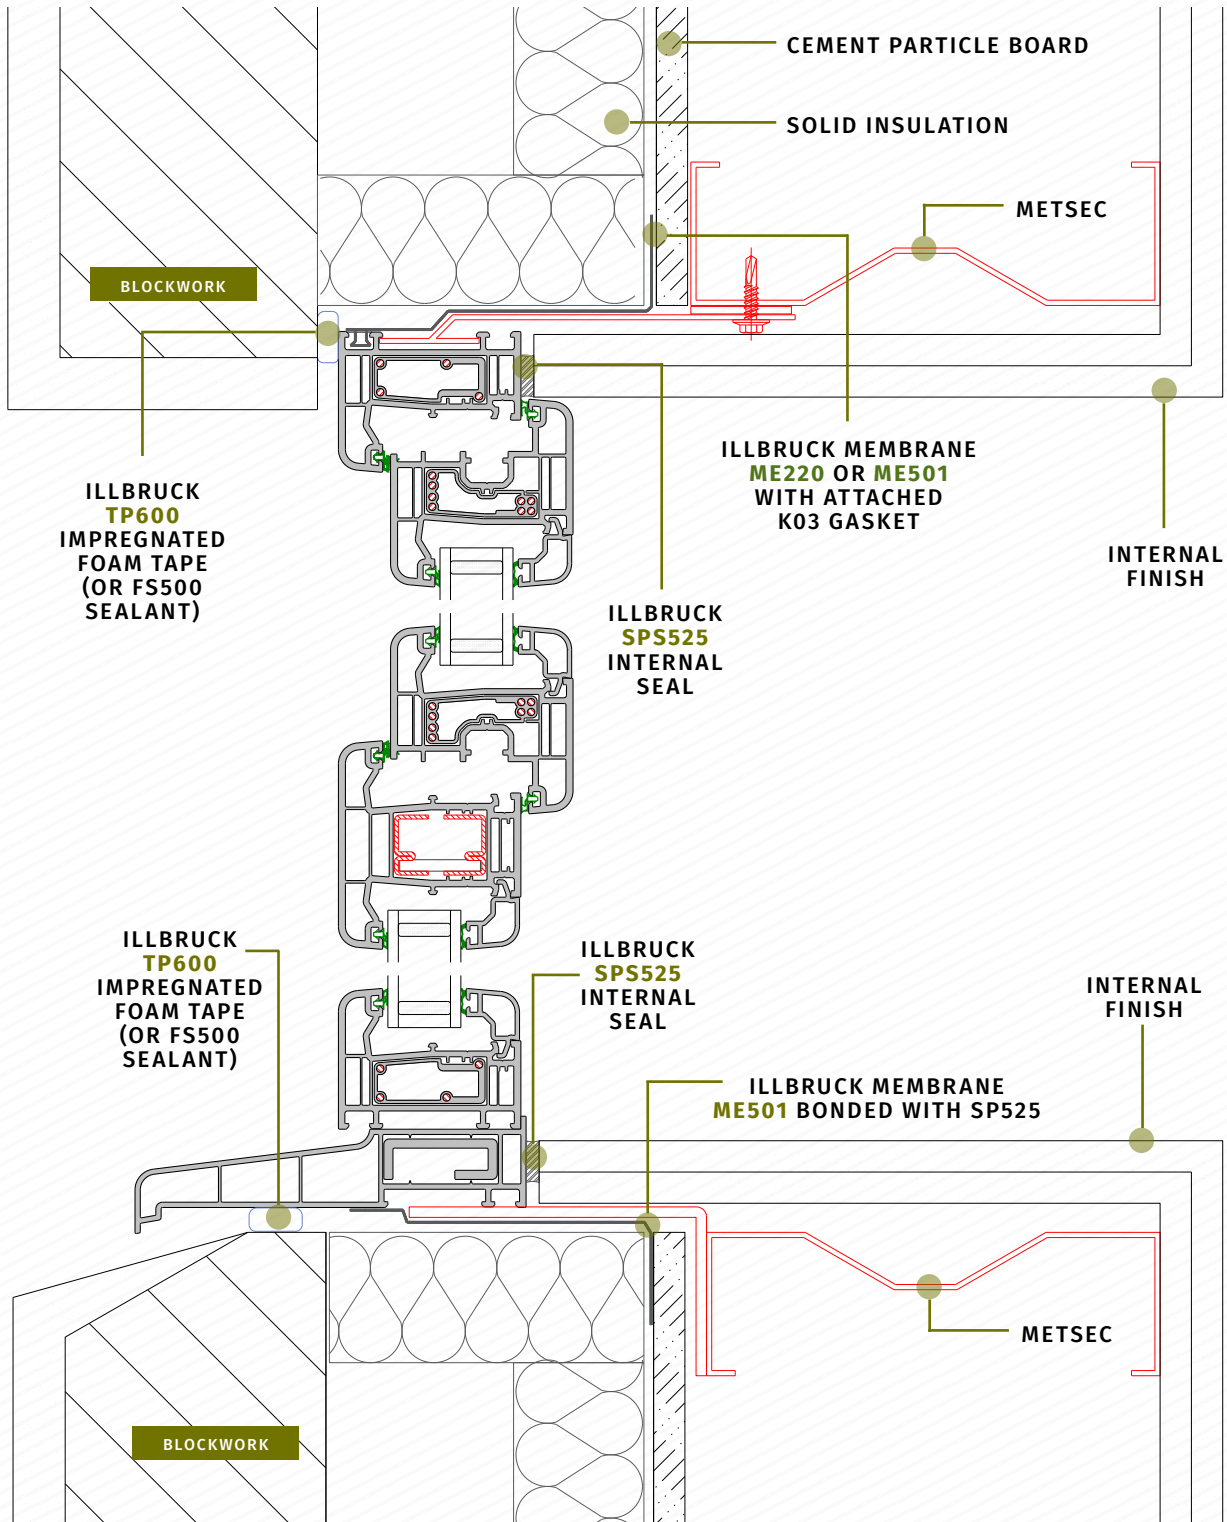 CEMENT PARTICLE BOARD
SOLID INSULATION
METSEC
BLOCKWORK
ILLBRUCK MEMBRANE
ME220 OR ME501
WITH ATTACHED
K03 GASKET
ILLBRUCK
TP600
IMPREGNATED
FOAM TAPE
(OR FS500
SEALANT)
INTERNAL
FINISH
ILLBRUCK
SPS525
INTERNAL
SEAL
ILLBRUCK
TP600
IMPREGNATED
FOAM TAPE
(OR FS500
SEALANT)
ILLBRUCK
SPS525
INTERNAL
SEAL
INTERNAL
FINISH
ILLBRUCK MEMBRANE
ME501 BONDED WITH SP525
METSEC
BLOCKWORK